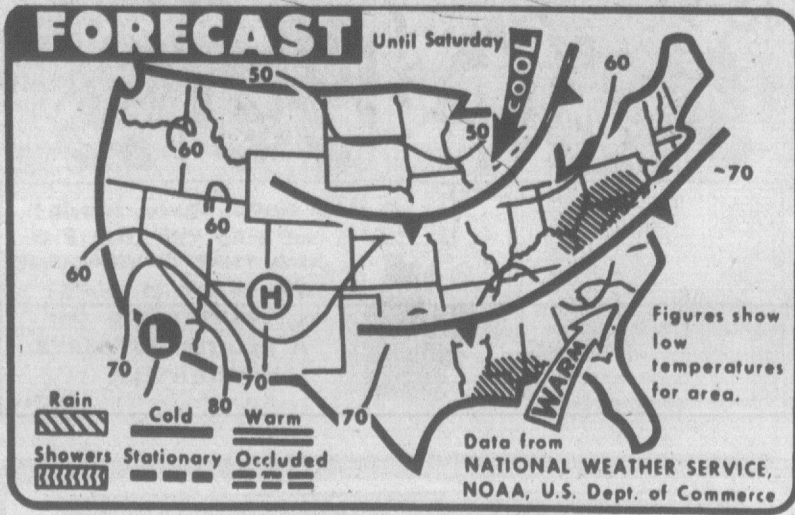 FORECAST
Until Saturday
COOL
50
60
50
60
~70
60
60
H
L
70
70
80
70
WARM
Figures show
low
temperatures
for area.
Rain
Cold
Warm
Showers
Stationary
Occluded
Data from
NATIONAL WEATHER SERVICE,
NOAA, U.S. Dept. of Commerce